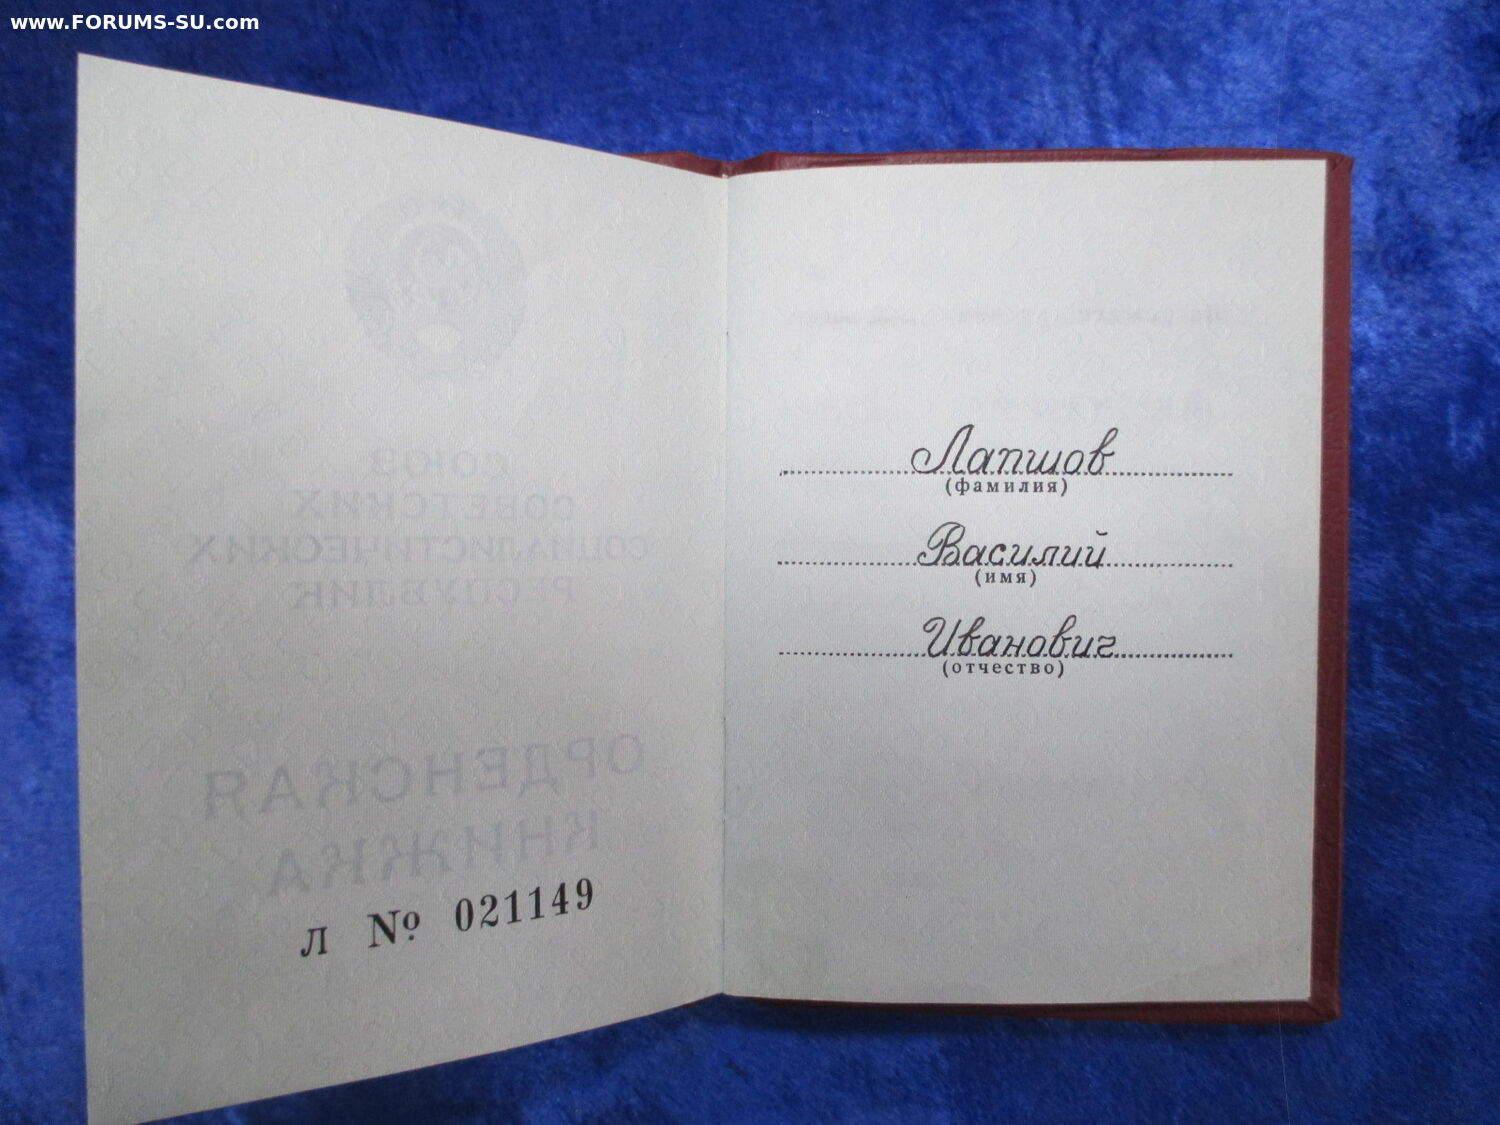 www.FORUMS-SU.com
СОЮЗ
СОВЕТСКИХ
СОЦИАЛИСТИЧЕСКИХ
РЕСПУБЛИК
ОРДЕНСКАЯ
КНИЖКА
Л № 021149
Лапшов
(фамилия)
Василий
(имя)
Иванович
(отчество)